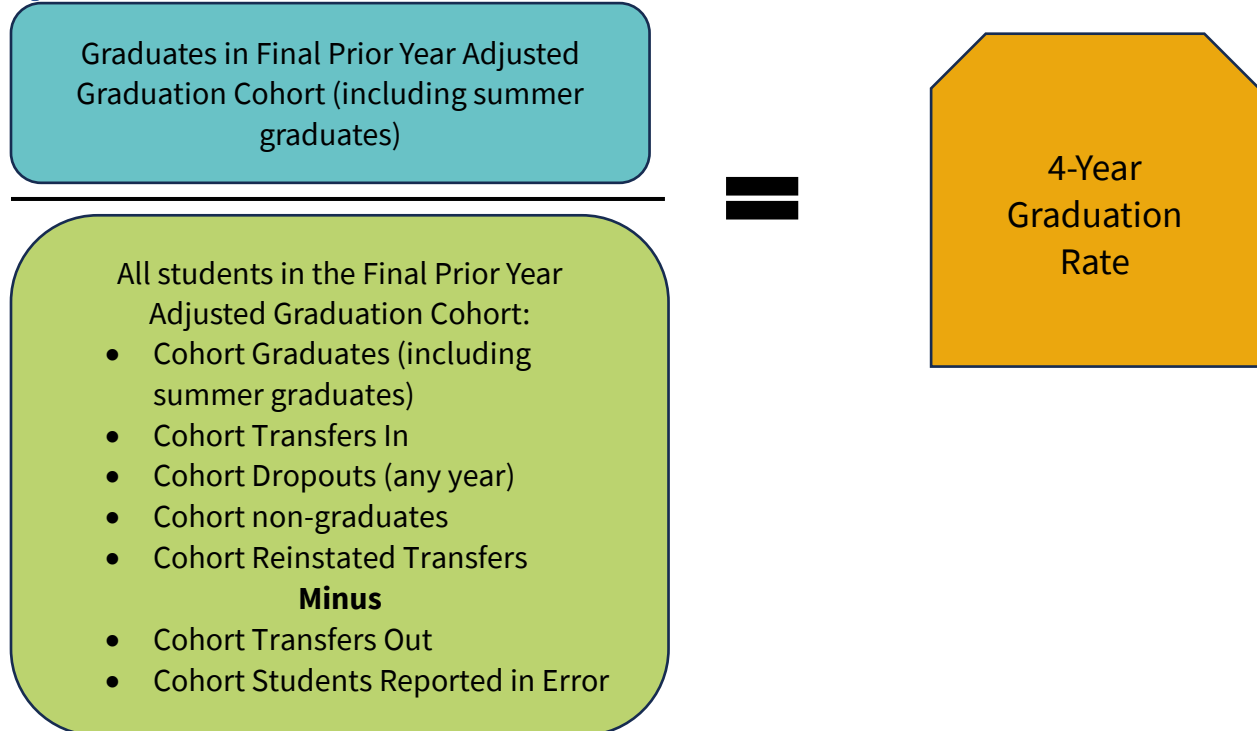 Graduates in Final Prior Year Adjusted
Graduation Cohort (including summer
graduates)
All students in the Final Prior Year
Adjusted Graduation Cohort:
• Cohort Graduates (including
summer graduates)
• Cohort Transfers In
• Cohort Dropouts (any year)
• Cohort non-graduates
• Cohort Reinstated Transfers
Minus
• Cohort Transfers Out
• Cohort Students Reported in Error
=
4-Year
Graduation
Rate